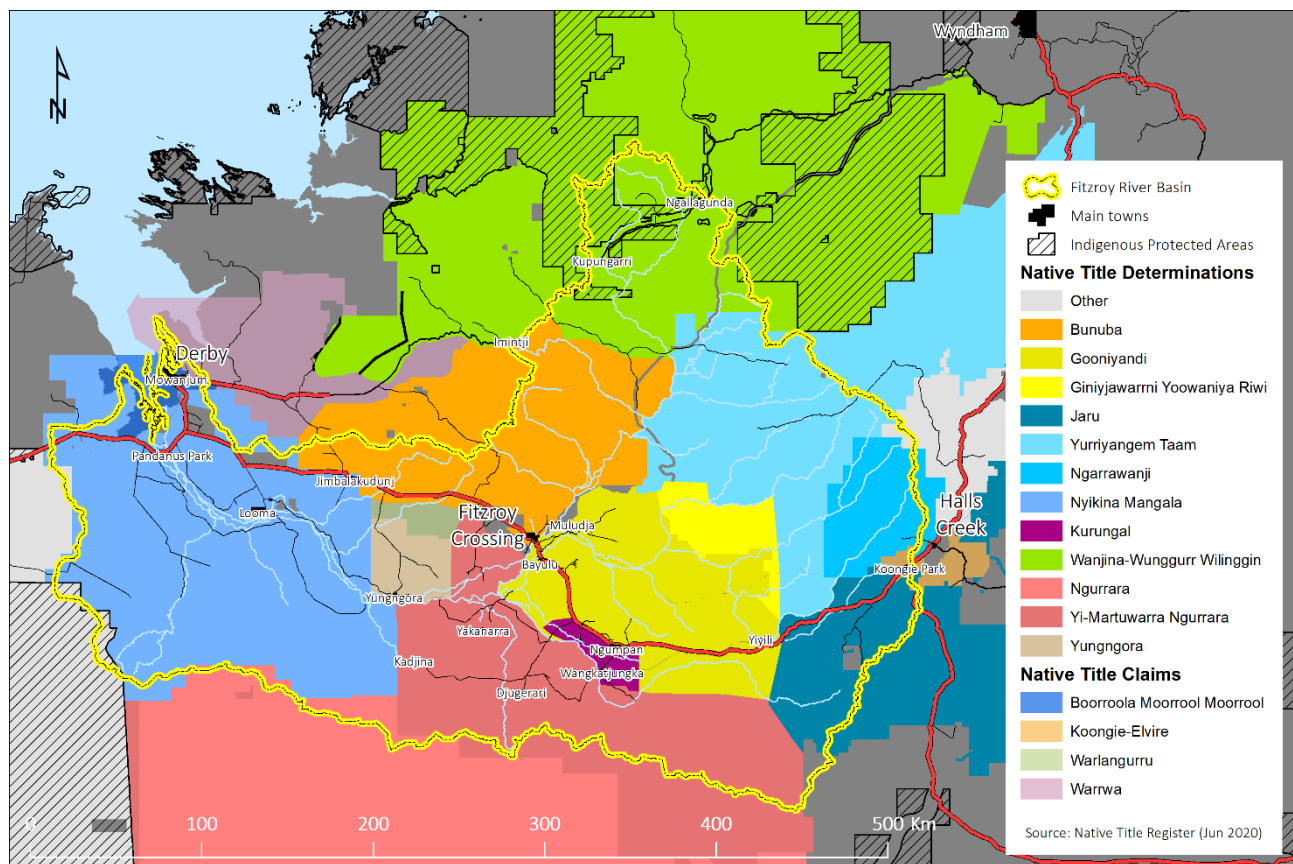 Wyndham
N
Ngallagunda
Kupungarri
Imintji
Derby
Mowanjum
Pandanus Park
Jimbalakudunj
Looma
Fitzroy
Crossing
Muludja
Bayulu
Halls
Creek
Koongie Park
Yungngora
Yakanarra
Yiyili
Ngumpan
Kadjina
Wangkatjungka
Djugerari
0
100
200
300
400
500 Km
Fitzroy River Basin
Main towns
Indigenous Protected Areas
Native Title Determinations
Other
Bunuba
Gooniyandi
Giniyjawarrni Yoowaniya Riwi
Jaru
Yurriyangem Taam
Ngarrawanji
Nyikina Mangala
Kurungal
Wanjina-Wunggurr Wilinggin
Ngurrara
Yi-Martuwarra Ngurrara
Yungngora
Native Title Claims
Boorroola Moorrool Moorrool
Koongie-Elvire
Warlangurru
Warrwa
Source: Native Title Register (Jun 2020)